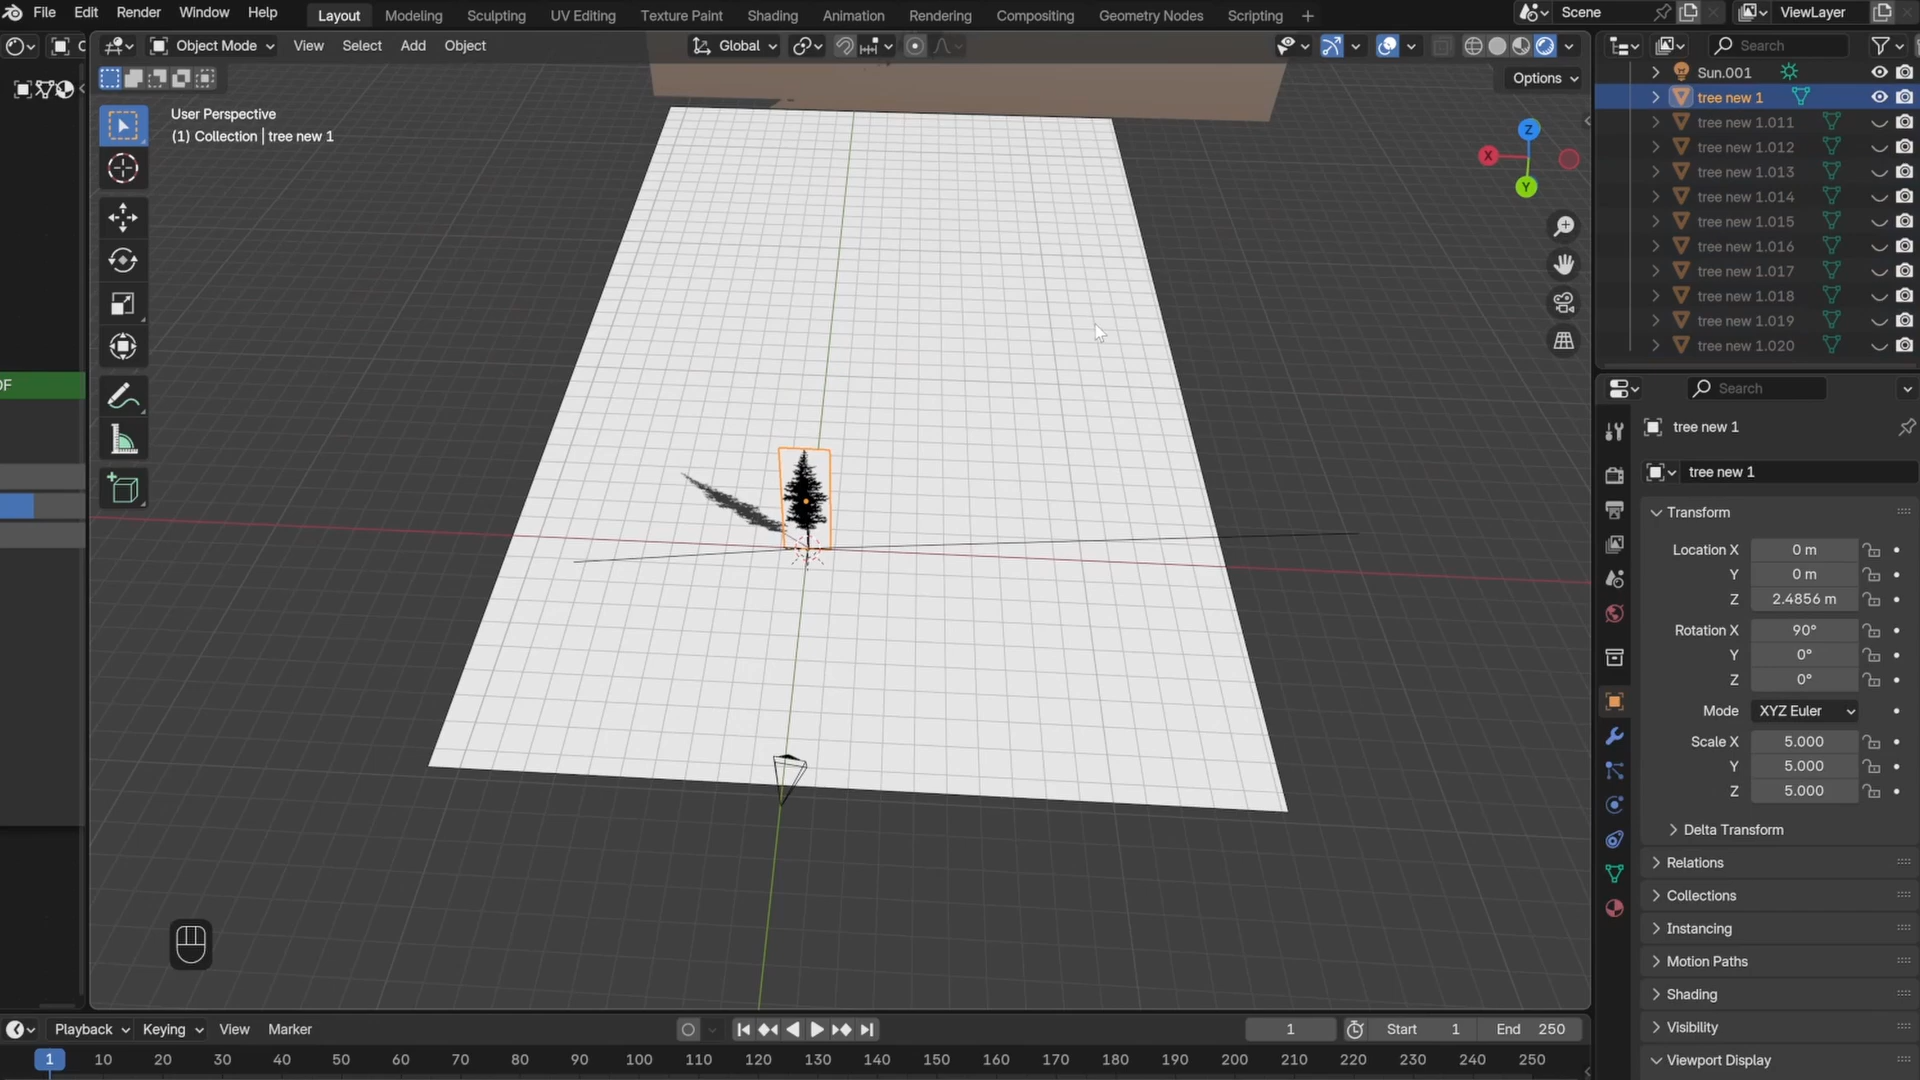 File Edit Render Window Help Layout Modeling Sculpting UV Editing Texture Paint Shading Animation Rendering Compositing Geometry Nodes Scripting + Scene ViewLayer
Object Mode View Select Add Object Global Search
Options
User Perspective
(1) Collection | tree new 1
X
Z
Y
OF
Sun.001
tree new 1
tree new 1.011
tree new 1.012
tree new 1.013
tree new 1.014
tree new 1.015
tree new 1.016
tree new 1.017
tree new 1.018
tree new 1.019
tree new 1.020
Search
tree new 1
tree new 1
Transform
Location X 0 m
Y 0 m
Z 2.4856 m
Rotation X 90°
Y 0°
Z 0°
Mode XYZ Euler
Scale X 5.000
Y 5.000
Z 5.000
Delta Transform
Relations
Collections
Instancing
Motion Paths
Shading
Visibility
Viewport Display
Playback Keying View Marker 1 Start 1 End 250
1 10 20 30 40 50 60 70 80 90 100 110 120 130 140 150 160 170 180 190 200 210 220 230 240 250